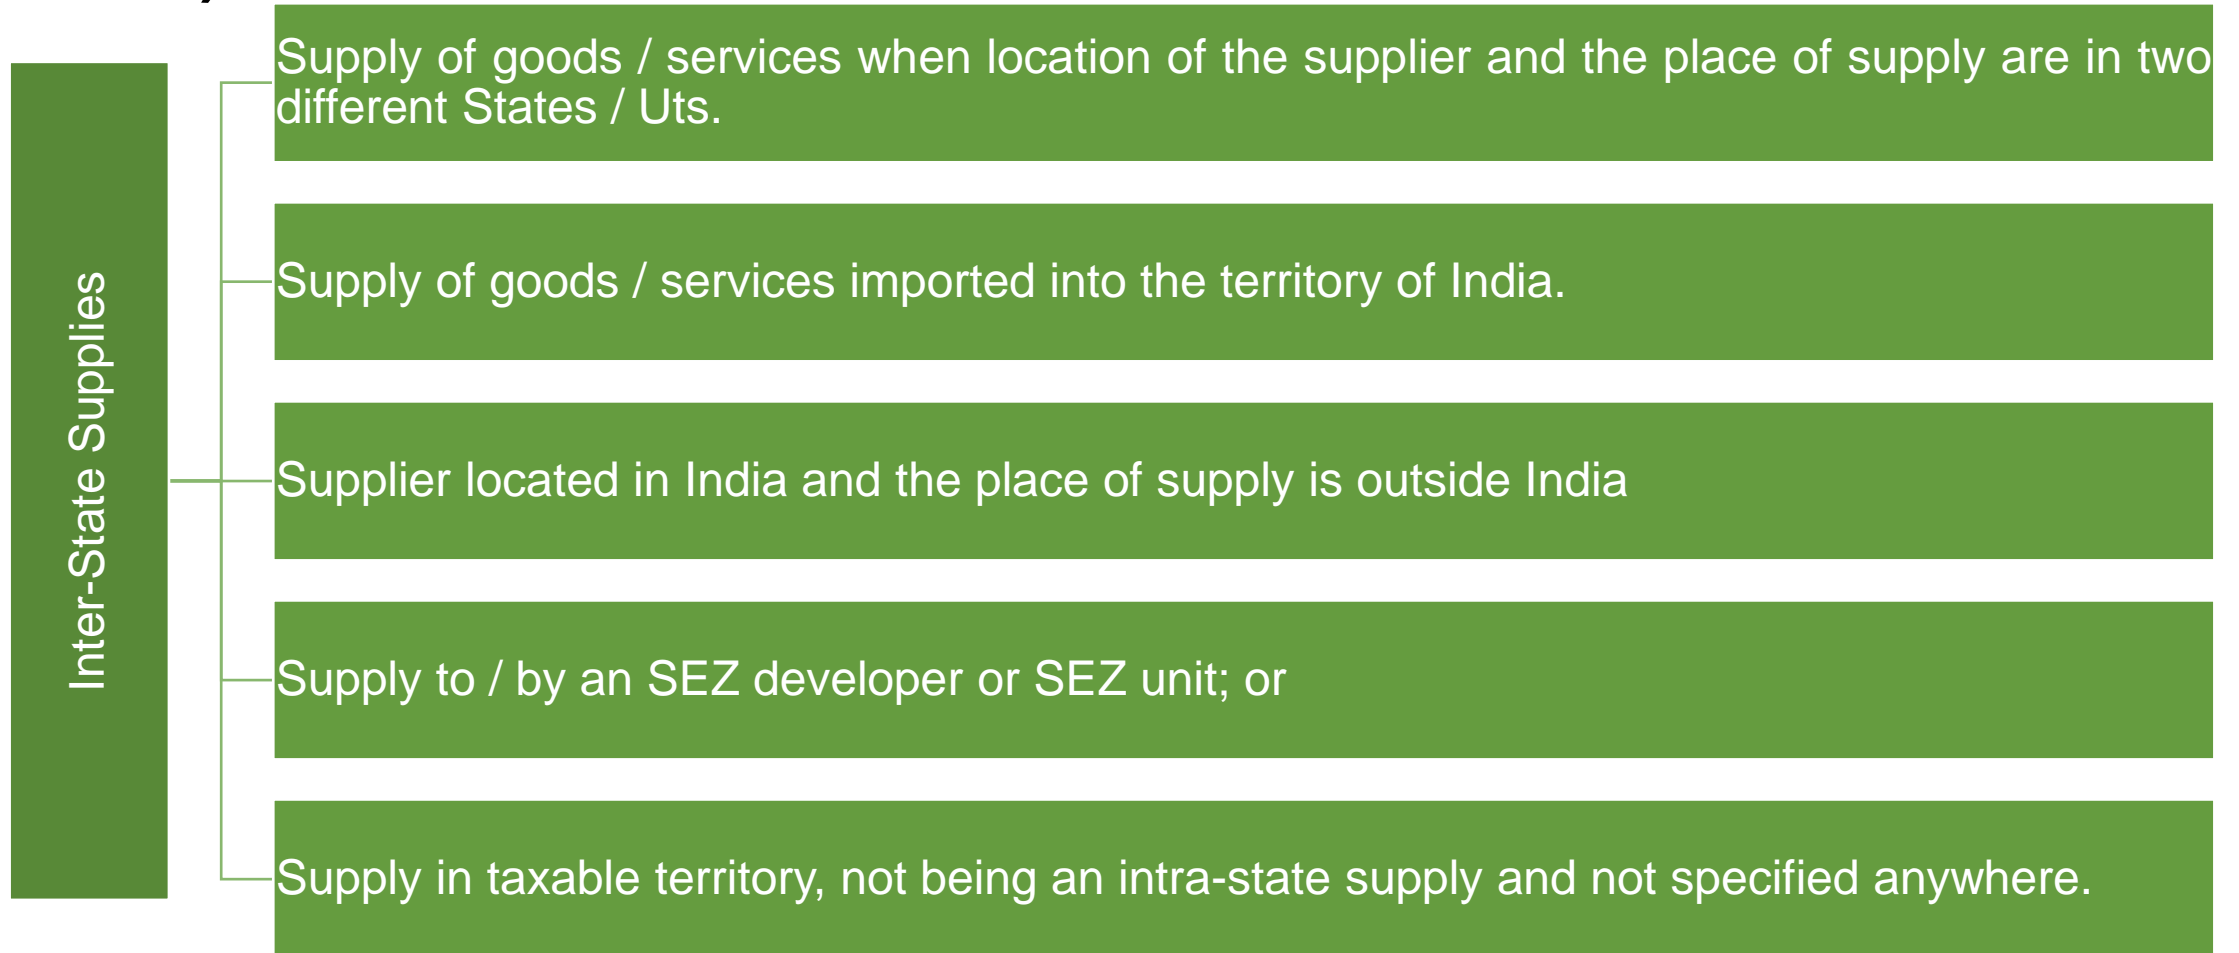 Inter-State Supplies
Supply of goods / services when location of the supplier and the place of supply are in two
different States / Uts.
Supply of goods / services imported into the territory of India.
Supplier located in India and the place of supply is outside India
Supply to / by an SEZ developer or SEZ unit; or
Supply in taxable territory, not being an intra-state supply and not specified anywhere.